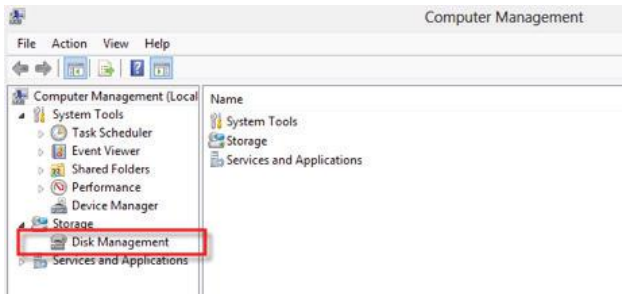 Computer Management
File Action View Help
Computer Management (Local
Name
System Tools
Task Scheduler
Event Viewer
Shared Folders
Performance
Device Manager
Storage
Disk Management
Services and Applications
System Tools
Storage
Services and Applications